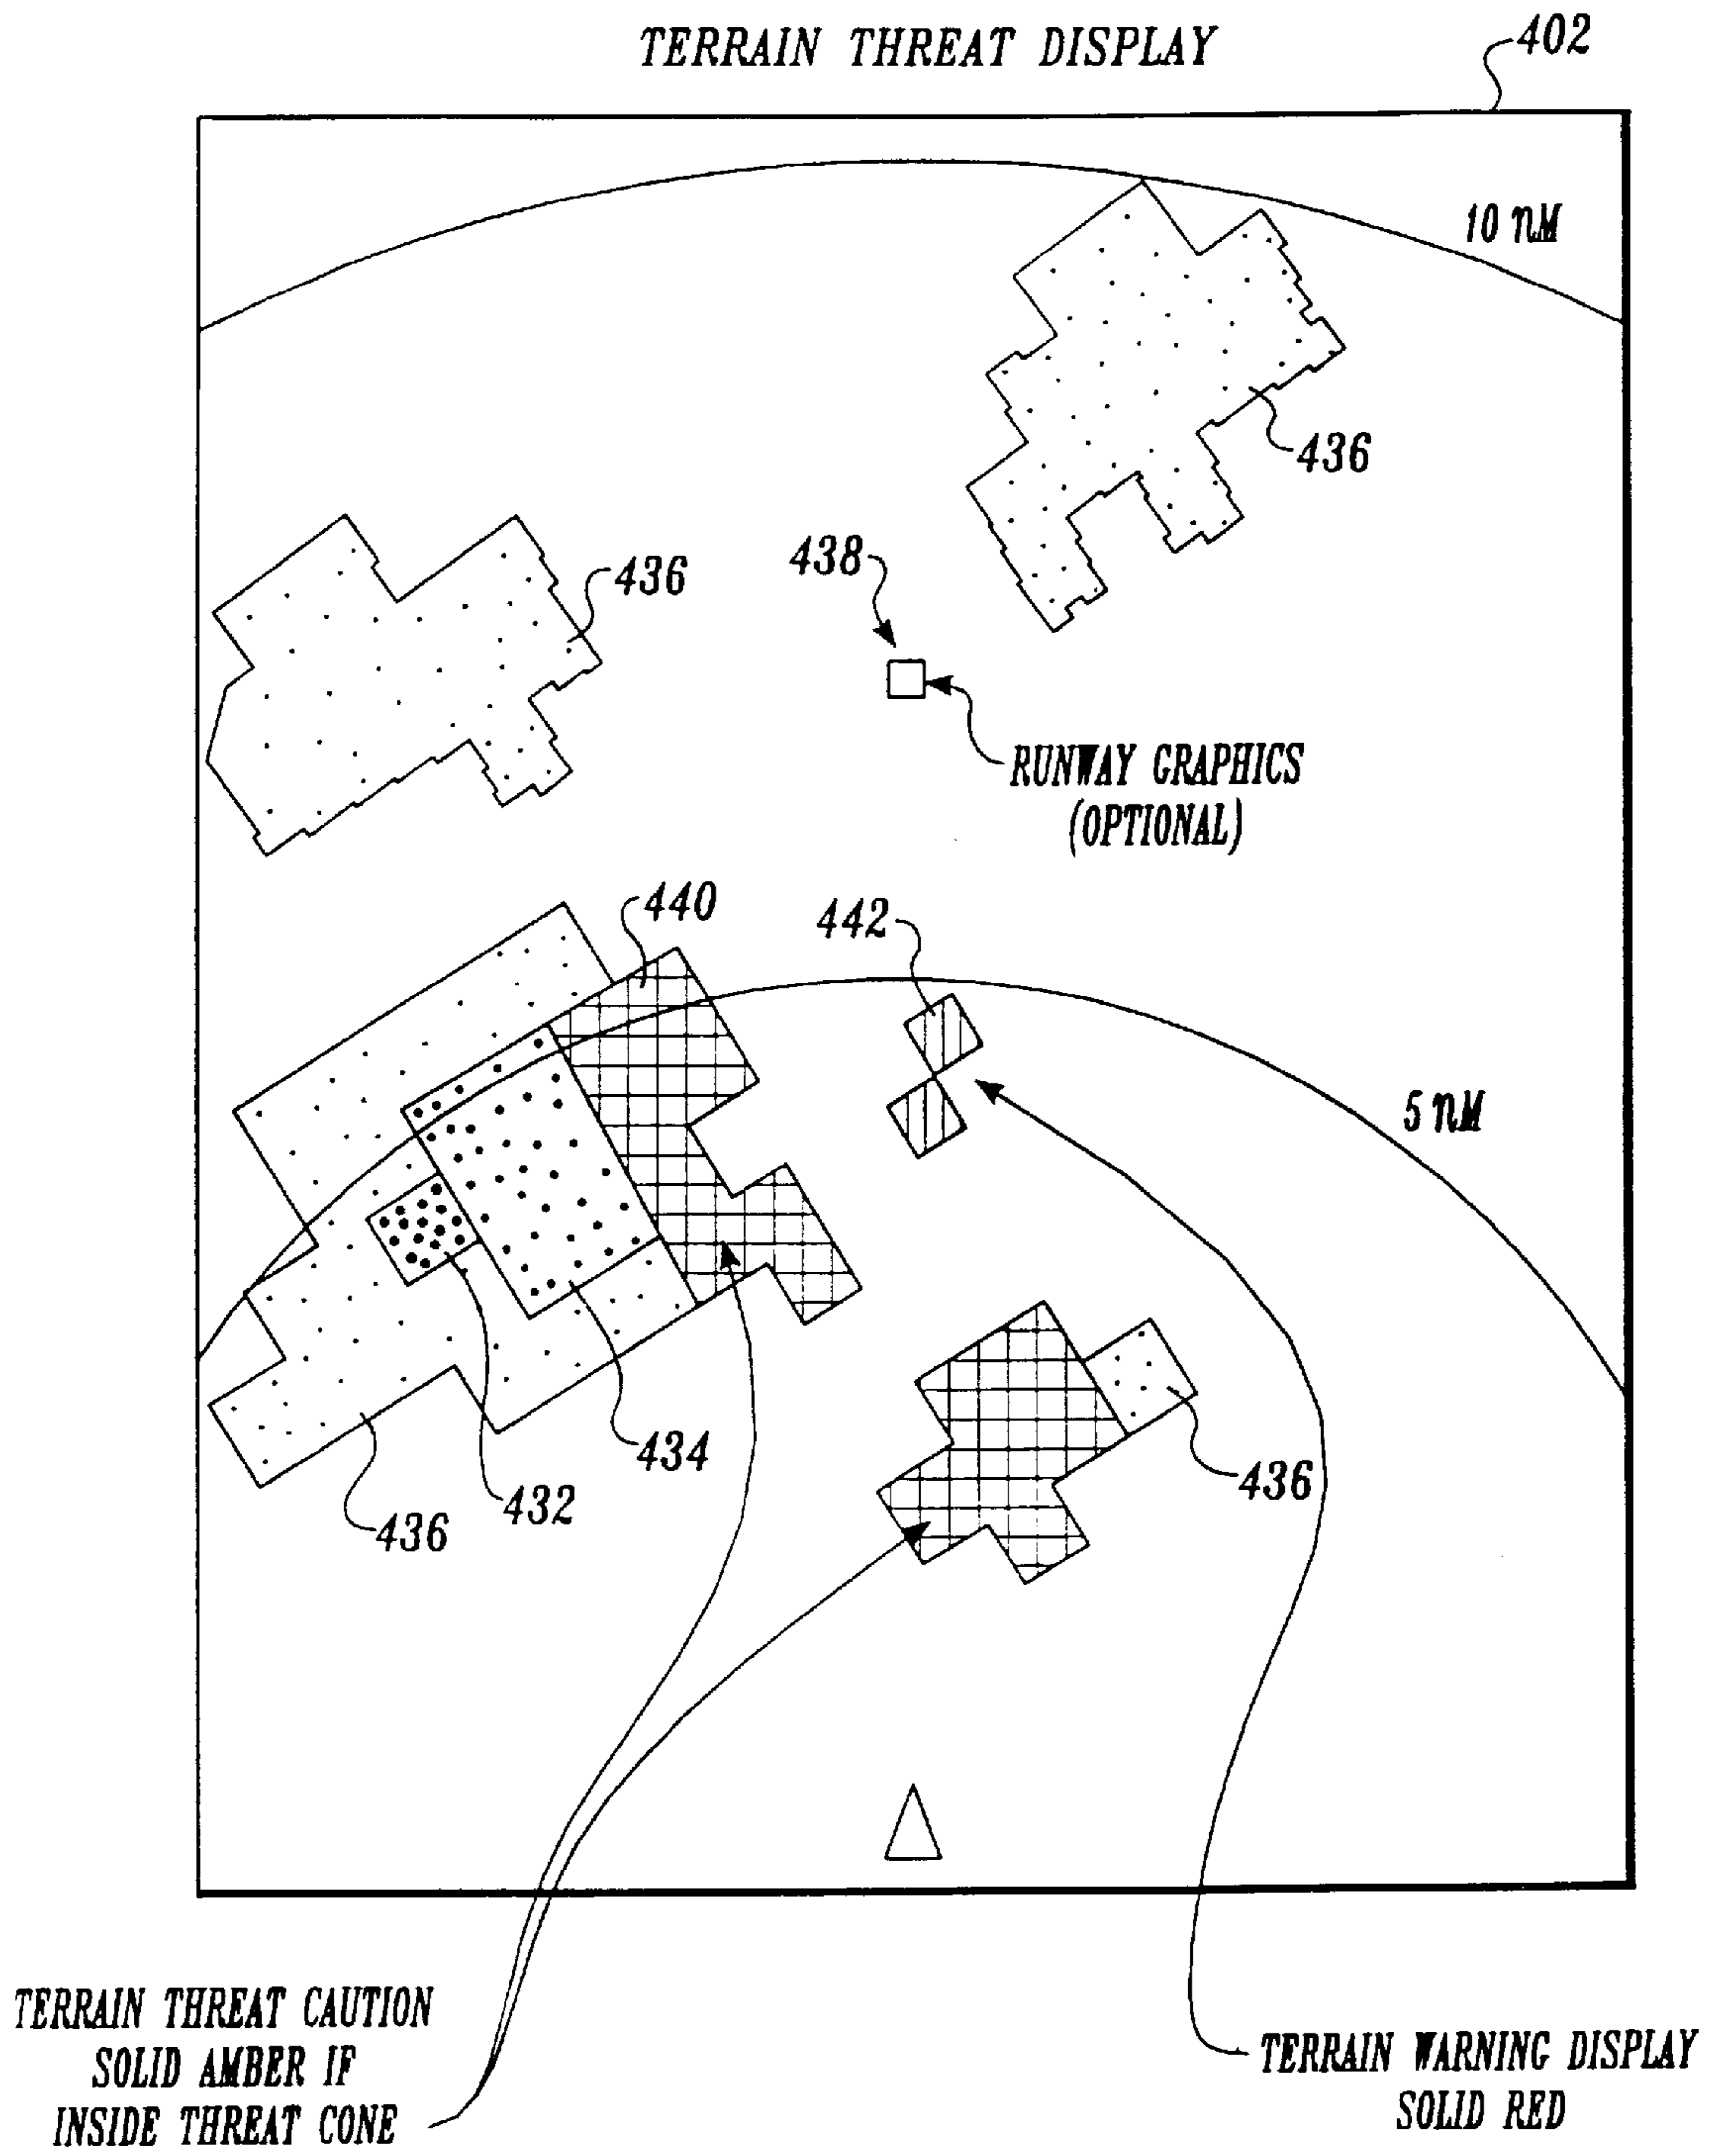 TERRAIN THREAT DISPLAY
402
10 nM
436
436
438
RUNWAY GRAPHICS
(OPTIONAL)
440
442
5 nM
434
432
436
436
TERRAIN THREAT CAUTION
SOLID AMBER IF
INSIDE THREAT CONE
TERRAIN WARNING DISPLAY
SOLID RED